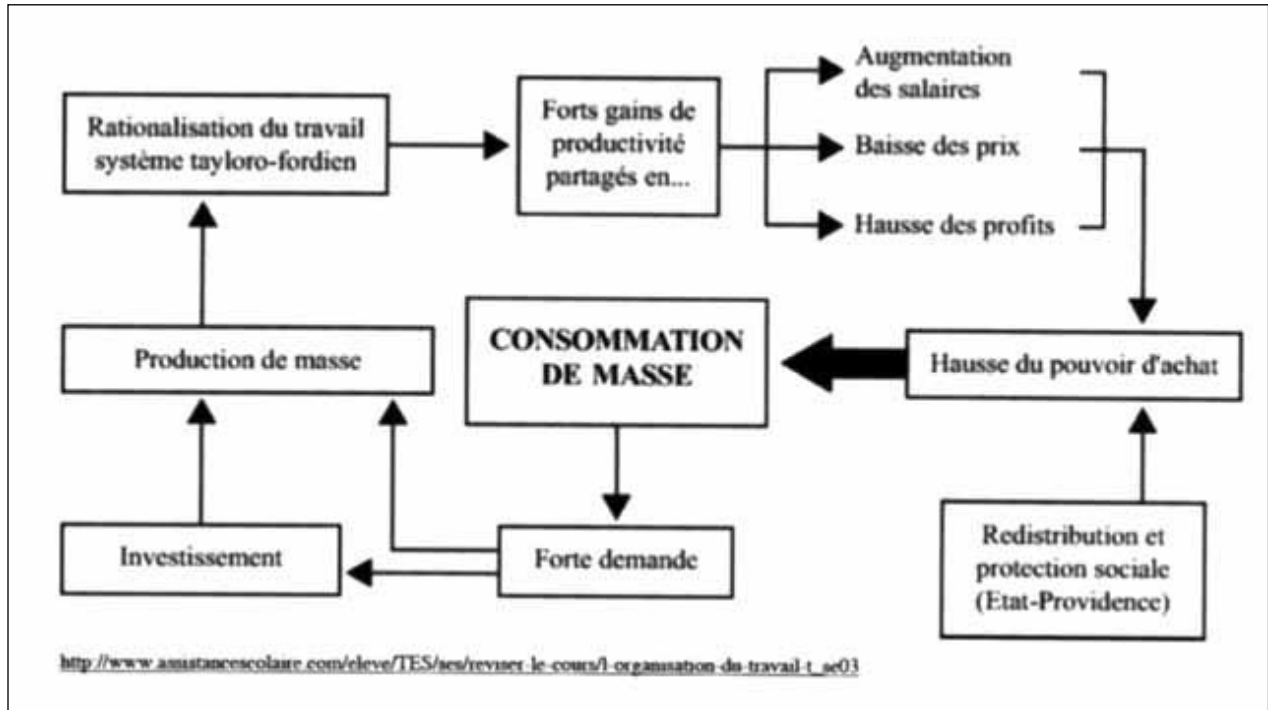 Rationalisation du travail
système tayloro-fordien
Forts gains de
productivité
partagés en...
Augmentation
des salaires
Baisse des prix
Hausse des profits
Production de masse
CONSOMMATION
DE MASSE
Hausse du pouvoir d'achat
Investissement
Forte demande
Redistribution et
protection sociale
(Etat-Providence)
http://www.assistancescolaire.com/eleve/TES/ses/reviser-le-cours/l-organisation-du-travail-t_se03